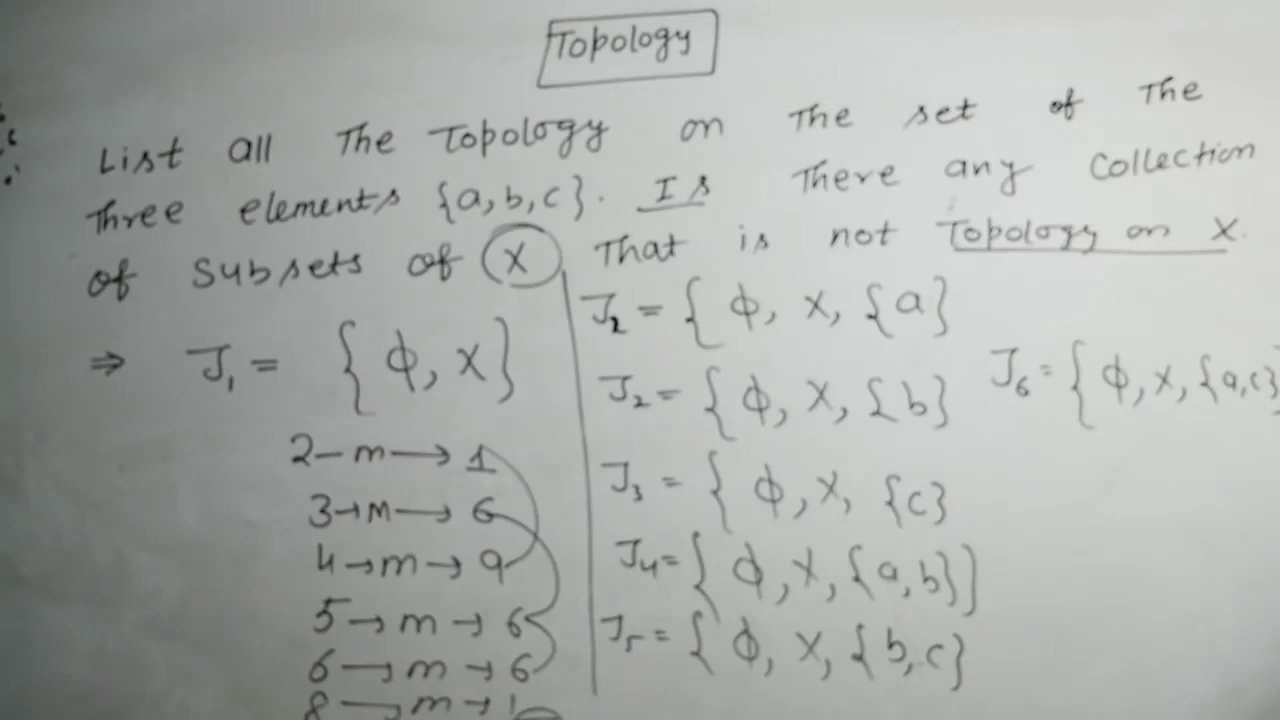 Topology
List all The Topology on The set of The
Three elements {a,b,c}. Is There any collection
of subsets of X That is not Topology on X.
⇒ J₁ = {ϕ, X}
2-m→1
3→m→6
4→m→9
5→m→6
6→m→6
8→m→1
J₂ = {ϕ, X, {a}
J₂ = {ϕ, X, {b}
J₃ = {ϕ, X, {c}
J₄ = {ϕ, X, {a,b}}
J₅ = {ϕ, X, {b,c}
J₆ = {ϕ, X, {a,c}